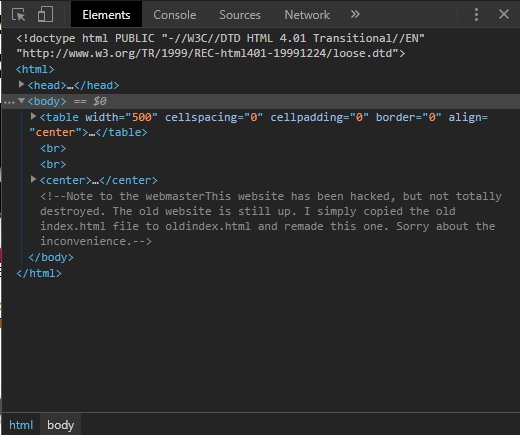 Elements Console Sources Network »
<!doctype html PUBLIC "-//W3C//DTD HTML 4.01 Transitional//EN"
"http://www.w3.org/TR/1999/REC-html401-19991224/loose.dtd">
<html>
<head>…</head>
…<body> == $0
<table width="500" cellspacing="0" cellpadding="0" border="0" align=
"center">…</table>
<br>
<br>
<center>…</center>
<!--Note to the webmasterThis website has been hacked, but not totally
destroyed. The old website is still up. I simply copied the old
index.html file to oldindex.html and remade this one. Sorry about the
inconvenience.-->
</body>
</html>
html body